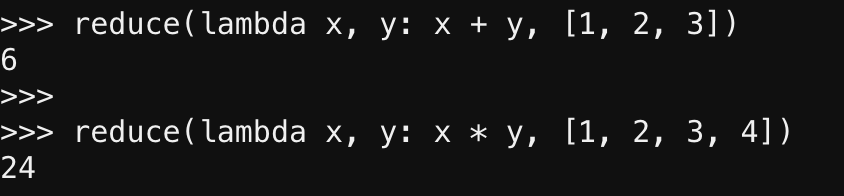 >>> reduce(lambda x, y: x + y, [1, 2, 3])
6
>>>
>>> reduce(lambda x, y: x * y, [1, 2, 3, 4])
24